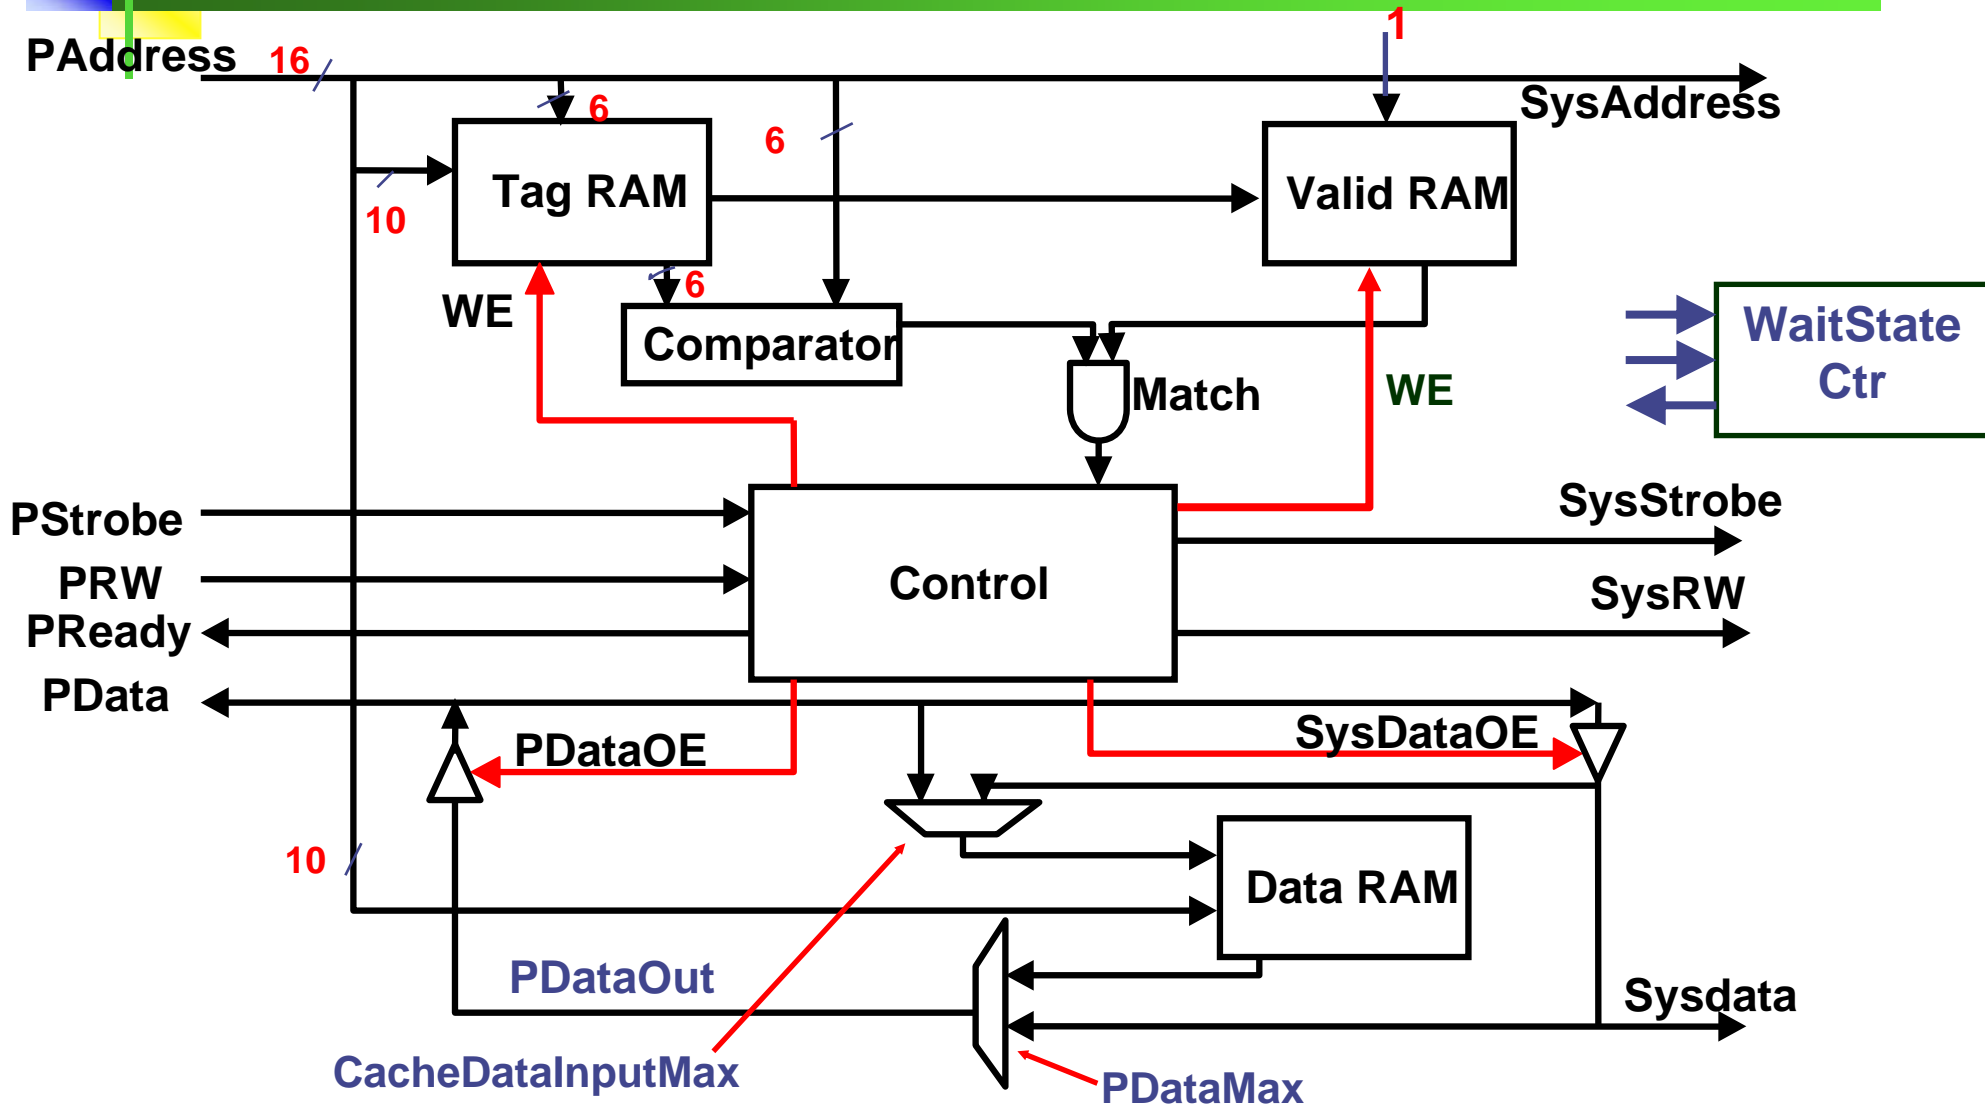 1
PAddress
16
SysAddress
6
6
Tag RAM
Valid RAM
10
6
WE
Comparator
WaitState
Ctr
Match
WE
PStrobe
SysStrobe
PRW
Control
SysRW
PReady
PData
PDataOE
SysDataOE
10
Data RAM
PDataOut
Sysdata
CacheDataInputMax
PDataMax